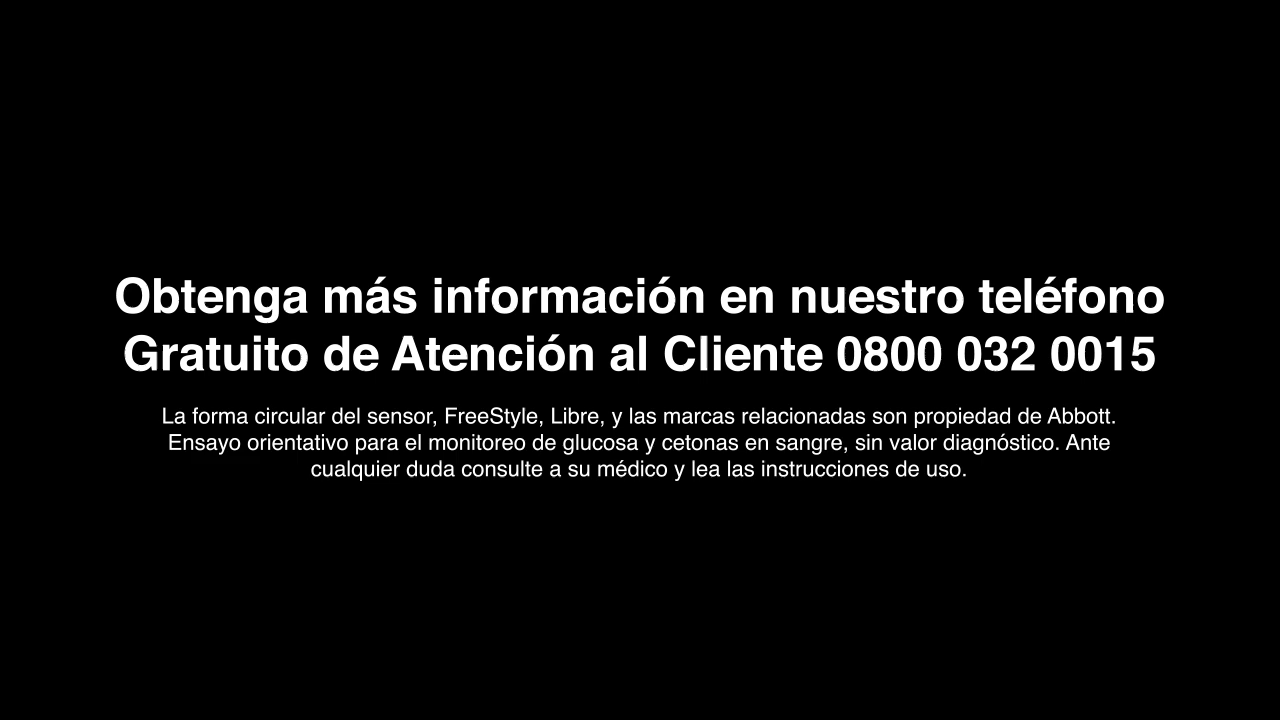 Obtenga más información en nuestro teléfono
Gratuito de Atención al Cliente 0800 032 0015
La forma circular del sensor, FreeStyle, Libre, y las marcas relacionadas son propiedad de Abbott.
Ensayo orientativo para el monitoreo de glucosa y cetonas en sangre, sin valor diagnóstico. Ante
cualquier duda consulte a su médico y lea las instrucciones de uso.